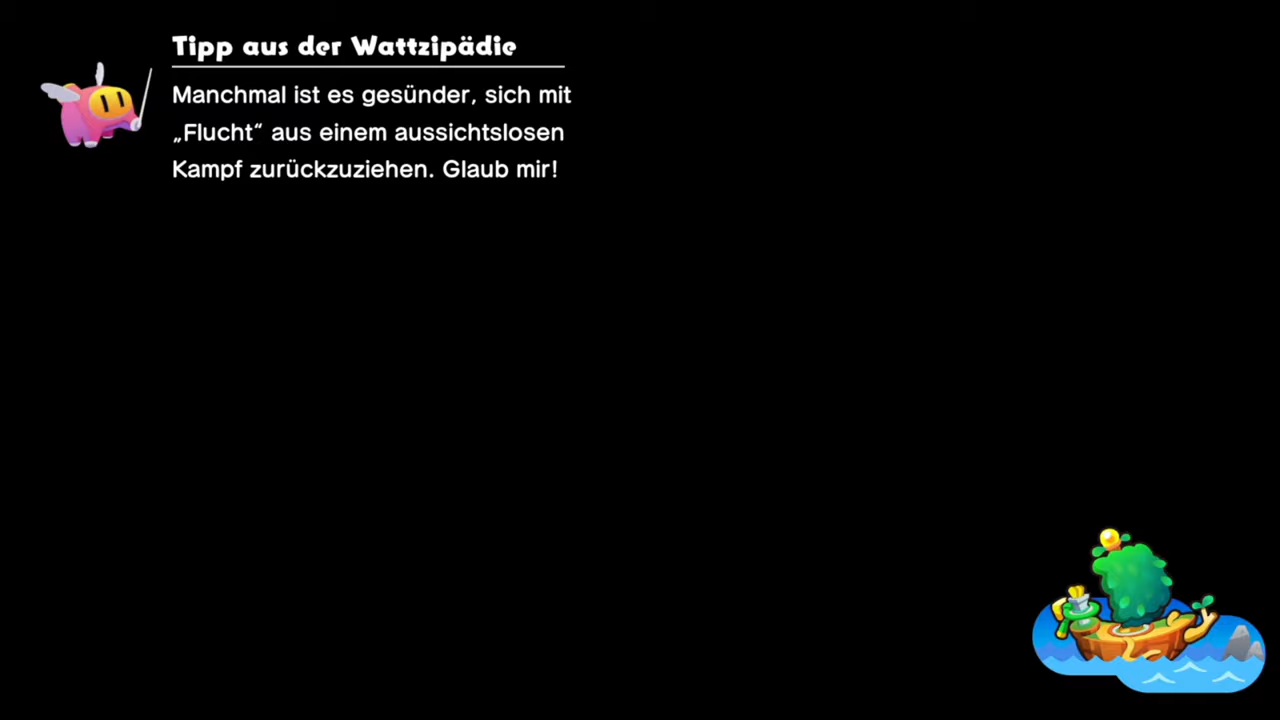 Tipp aus der Wattzipädie
Manchmal ist es gesünder, sich mit
„Flucht“ aus einem aussichtslosen
Kampf zurückzuziehen. Glaub mir!